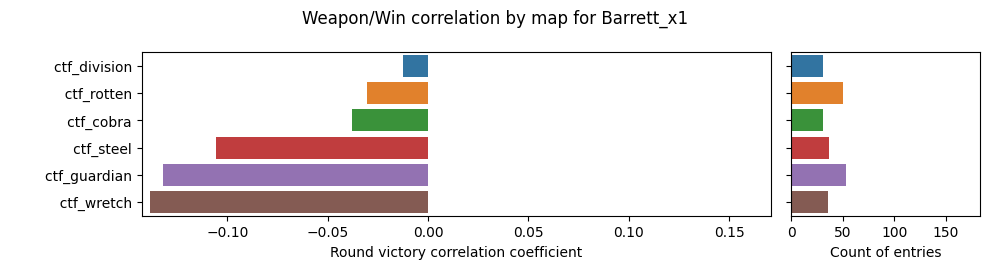 Weapon/Win correlation by map for Barrett_x1
ctf_division
ctf_rotten
ctf_cobra
ctf_steel
ctf_guardian
ctf_wretch
−0.10 −0.05 0.00 0.05 0.10 0.15
Round victory correlation coefficient
0 50 100 150
Count of entries